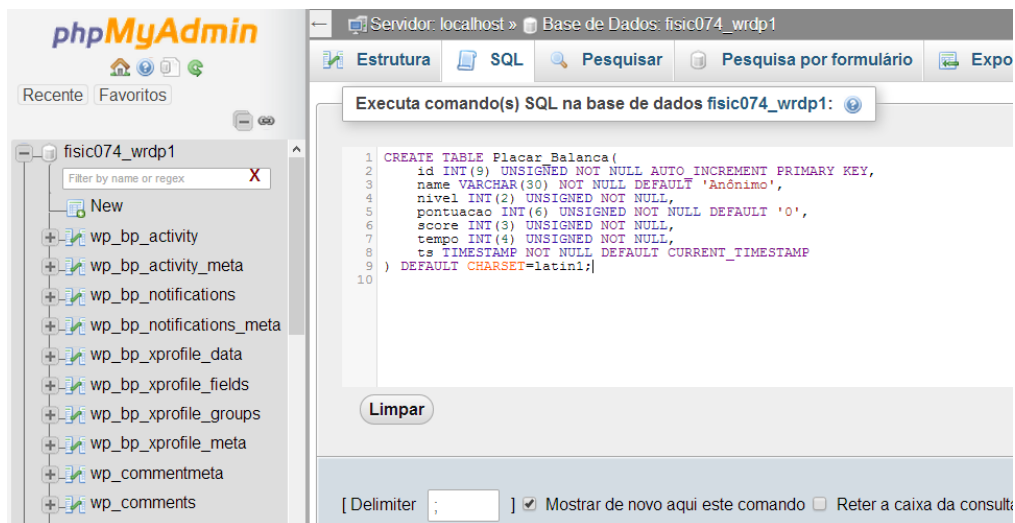 phpMyAdmin
Recente Favoritos
fisic074_wrdp1
Filter by name or regex X
New
wp_bp_activity
wp_bp_activity_meta
wp_bp_notifications
wp_bp_notifications_meta
wp_bp_xprofile_data
wp_bp_xprofile_fields
wp_bp_xprofile_groups
wp_bp_xprofile_meta
wp_commentmeta
wp_comments
← Servidor: localhost » Base de Dados: fisic074_wrdp1
Estrutura SQL Pesquisar Pesquisa por formulário Expo
Executa comando(s) SQL na base de dados fisic074_wrdp1:
1 CREATE TABLE Placar_Balanca(
2 id INT(9) UNSIGNED NOT NULL AUTO_INCREMENT PRIMARY KEY,
3 name VARCHAR(30) NOT NULL DEFAULT 'Anônimo',
4 nivel INT(2) UNSIGNED NOT NULL,
5 pontuacao INT(6) UNSIGNED NOT NULL DEFAULT '0',
6 score INT(3) UNSIGNED NOT NULL,
7 tempo INT(4) UNSIGNED NOT NULL,
8 ts TIMESTAMP NOT NULL DEFAULT CURRENT_TIMESTAMP
9 ) DEFAULT CHARSET=latin1;
10
Limpar
[ Delimiter ; ] Mostrar de novo aqui este comando Reter a caixa da consulta